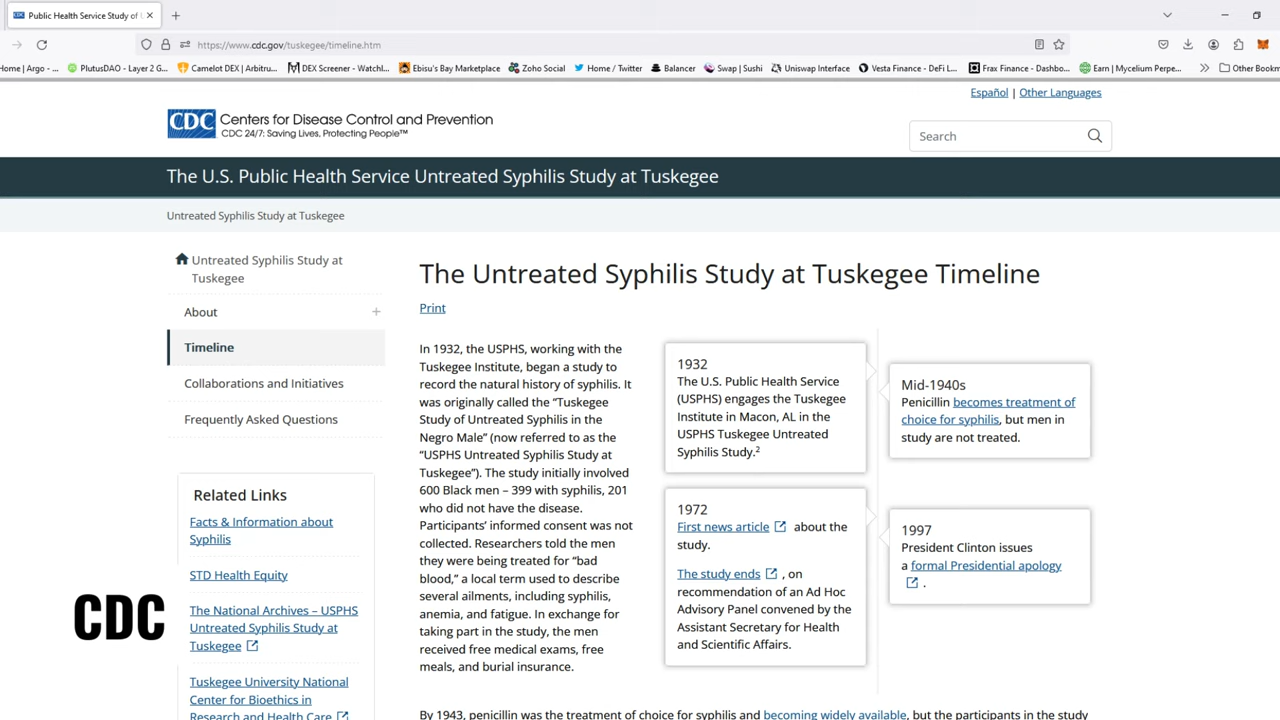 Public Health Service Study of U
https://www.cdc.gov/tuskegee/timeline.htm
Home | Argo - ...
PlutusDAO - Layer 2 G...
Camelot DEX | Arbitru...
DEX Screener - Watchl...
Ebisu's Bay Marketplace
Zoho Social
Home / Twitter
Balancer
Swap | Sushi
Uniswap Interface
Vesta Finance - DeFi L...
Frax Finance - Dashbo...
Earn | Mycelium Perpe...
Other Bookm
Español | Other Languages
CDC Centers for Disease Control and Prevention
CDC 24/7: Saving Lives, Protecting People™
Search
The U.S. Public Health Service Untreated Syphilis Study at Tuskegee
Untreated Syphilis Study at Tuskegee
Untreated Syphilis Study at
Tuskegee
About
Timeline
Collaborations and Initiatives
Frequently Asked Questions
Related Links
Facts & Information about
Syphilis
STD Health Equity
The National Archives – USPHS
Untreated Syphilis Study at
Tuskegee
Tuskegee University National
Center for Bioethics in
Research and Health Care
CDC
The Untreated Syphilis Study at Tuskegee Timeline
Print
In 1932, the USPHS, working with the
Tuskegee Institute, began a study to
record the natural history of syphilis. It
was originally called the “Tuskegee
Study of Untreated Syphilis in the
Negro Male” (now referred to as the
“USPHS Untreated Syphilis Study at
Tuskegee”). The study initially involved
600 Black men – 399 with syphilis, 201
who did not have the disease.
Participants’ informed consent was not
collected. Researchers told the men
they were being treated for “bad
blood,” a local term used to describe
several ailments, including syphilis,
anemia, and fatigue. In exchange for
taking part in the study, the men
received free medical exams, free
meals, and burial insurance.
1932
The U.S. Public Health Service
(USPHS) engages the Tuskegee
Institute in Macon, AL in the
USPHS Tuskegee Untreated
Syphilis Study.²
Mid-1940s
Penicillin becomes treatment of
choice for syphilis, but men in
study are not treated.
1972
First news article about the
study.
The study ends , on
recommendation of an Ad Hoc
Advisory Panel convened by the
Assistant Secretary for Health
and Scientific Affairs.
1997
President Clinton issues
a formal Presidential apology
.
By 1943, penicillin was the treatment of choice for syphilis and becoming widely available, but the participants in the study